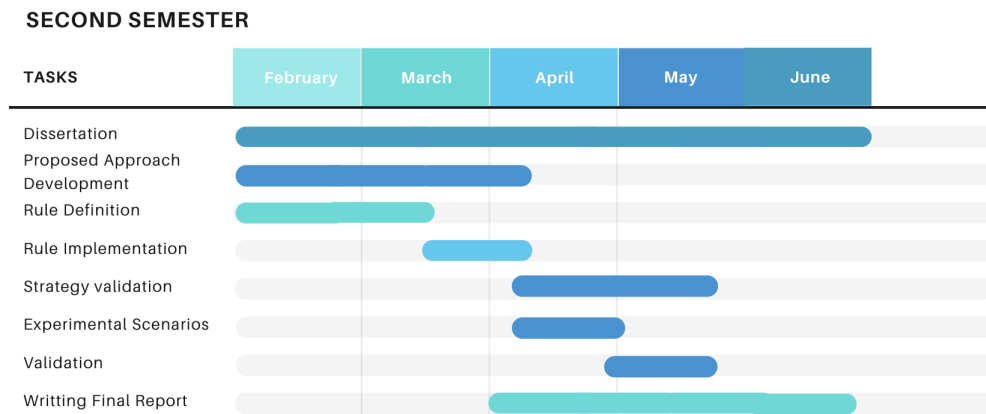 SECOND SEMESTER
TASKS February March April May June
Dissertation
Proposed Approach
Development
Rule Definition
Rule Implementation
Strategy validation
Experimental Scenarios
Validation
Writting Final Report